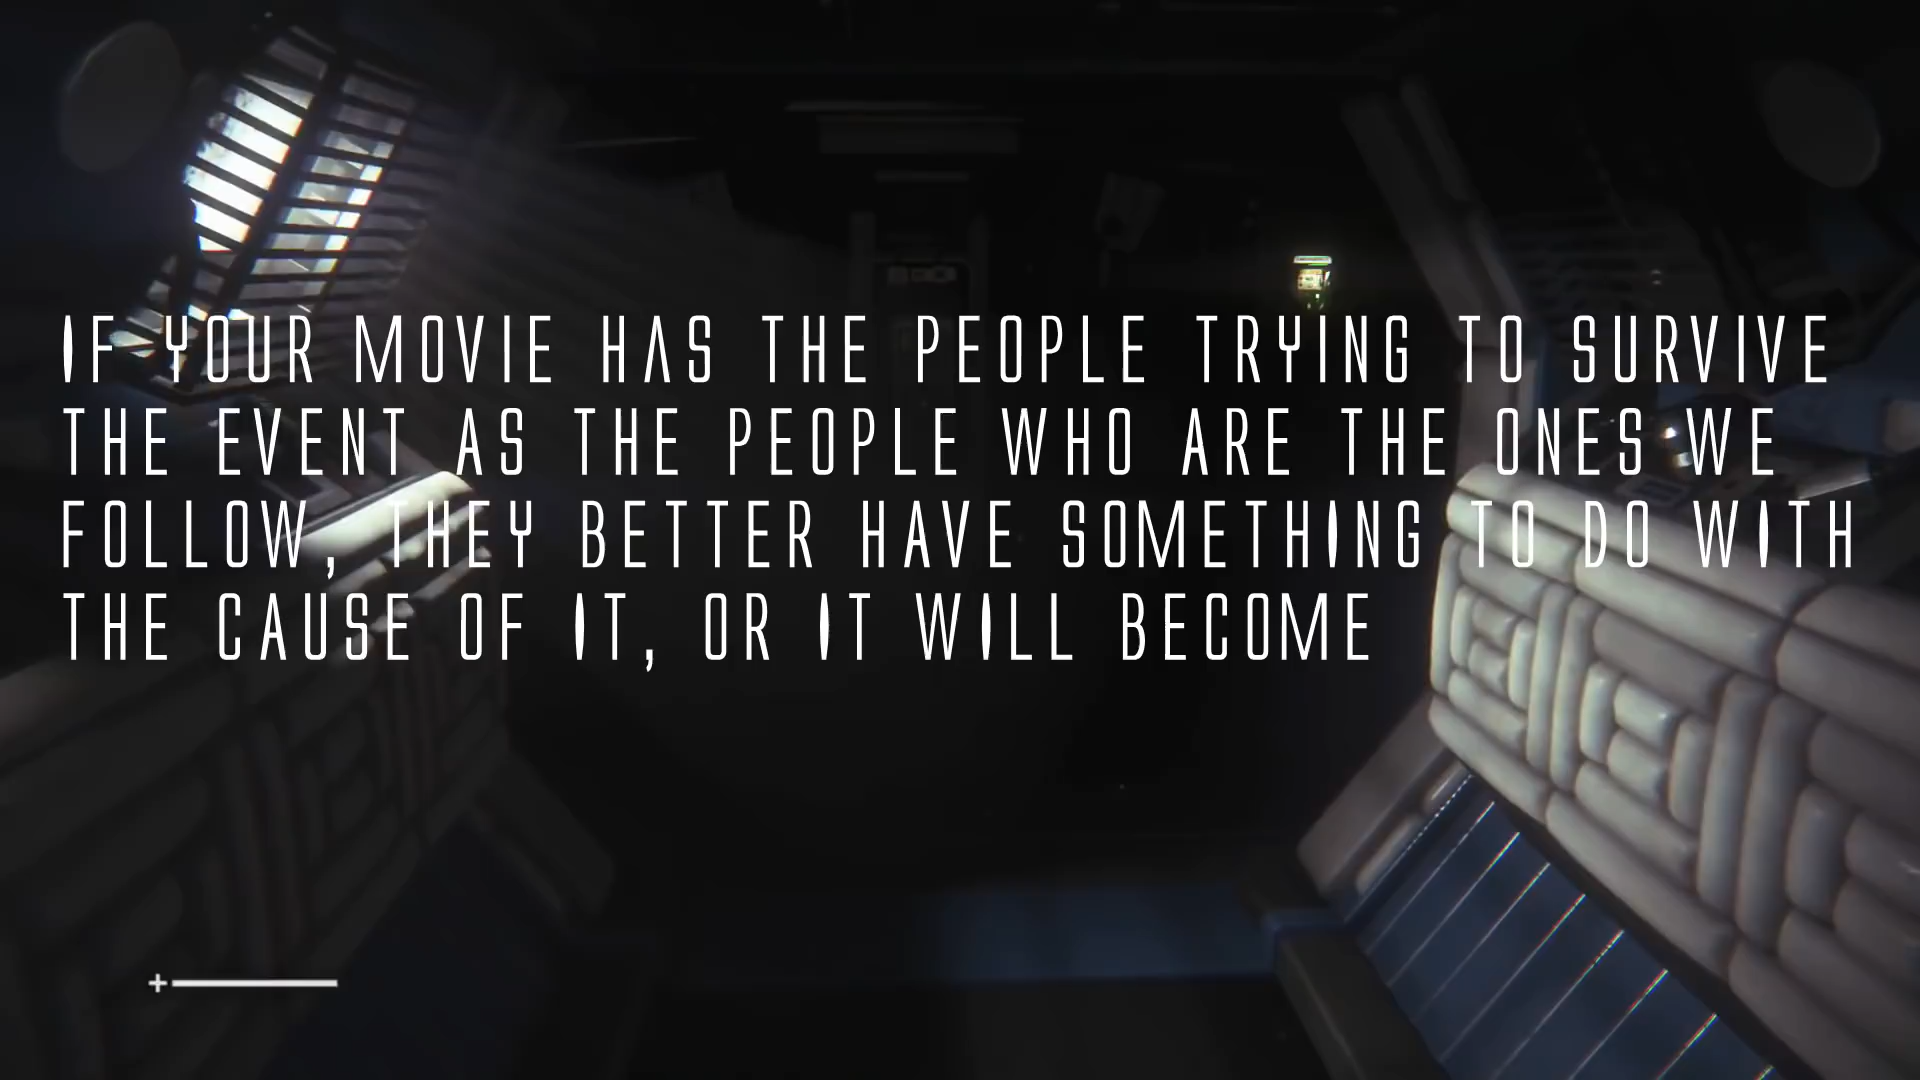 IF YOUR MOVIE HAS THE PEOPLE TRYING TO SURVIVE
THE EVENT AS THE PEOPLE WHO ARE THE ONES WE
FOLLOW, THEY BETTER HAVE SOMETHING TO DO WITH
THE CAUSE OF IT, OR IT WILL BECOME